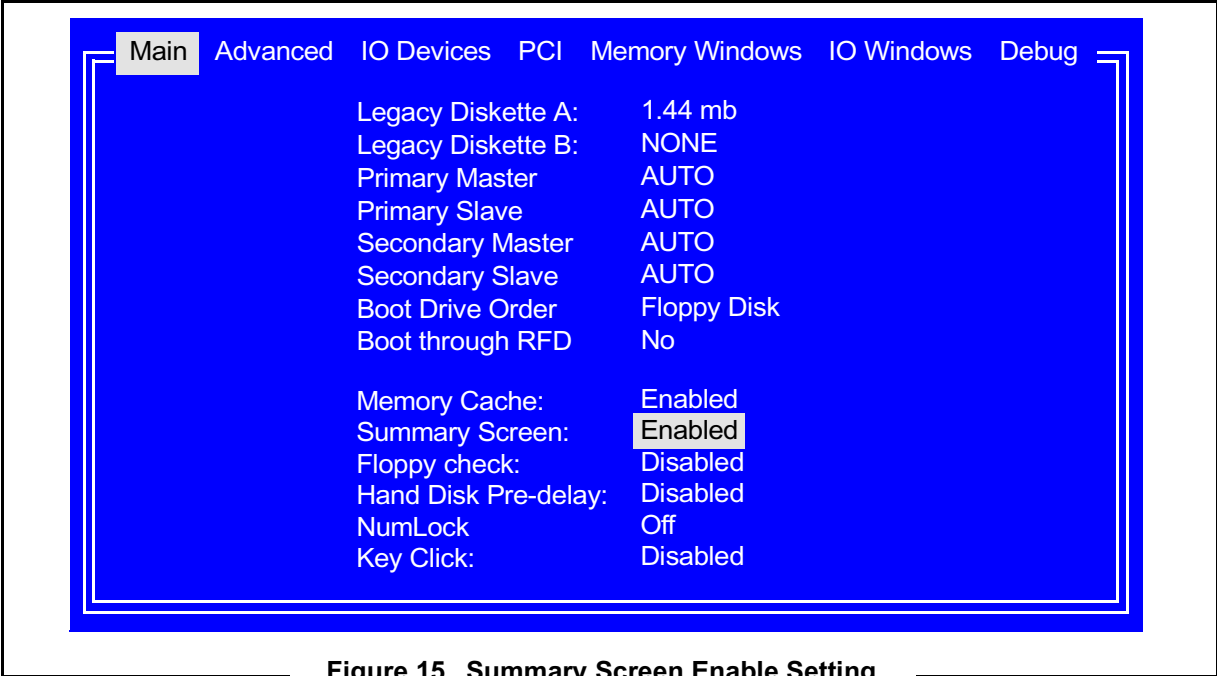 Main Advanced IO Devices PCI Memory Windows IO Windows Debug
Legacy Diskette A: 1.44 mb
Legacy Diskette B: NONE
Primary Master AUTO
Primary Slave AUTO
Secondary Master AUTO
Secondary Slave AUTO
Boot Drive Order Floppy Disk
Boot through RFD No
Memory Cache: Enabled
Summary Screen: Enabled
Floppy check: Disabled
Hand Disk Pre-delay: Disabled
NumLock Off
Key Click: Disabled
Figure 15. Summary Screen Enable Setting